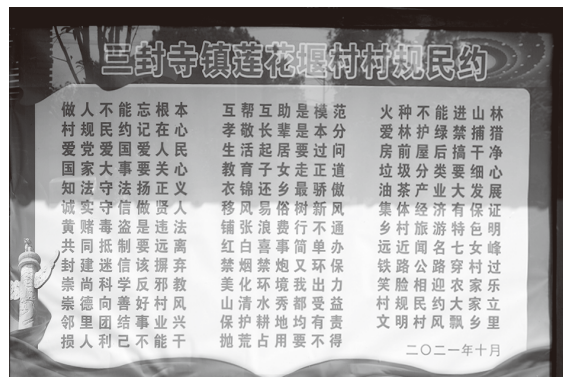 三封寺镇莲花堰村村规民约
做人不能忘根本
村规民约记在心
爱党爱国爱人民
国家大事要关心
知法守法扬正义
诚实守信做贤人
黄赌毒盗是违法
共同抵制要远离
封建迷信该摒弃
崇尚科学反邪教
崇德向善好村风
邻里团结事业兴
损人利己不能干
互帮互助是模范
孝敬长辈是本分
生活起居要过问
教育子女走正道
衣锦还乡最骄傲
移风易俗树新风
铺张浪费行不通
红白喜事简单办
禁烟禁炮又环保
美化环境我出力
山清水秀都受益
保护耕地均有责
抛荒占用要不得
火种不能进山林
爱林护绿禁捕猎
房前屋后搞干净
垃圾分类要细心
油茶产业大发展
集体经济有保证
乡村旅游特色明
远近闻名七女峰
铁路公路穿村过
笑脸相迎农家乐
村规民约大家立
文明村风飘乡里
二〇二一年十月